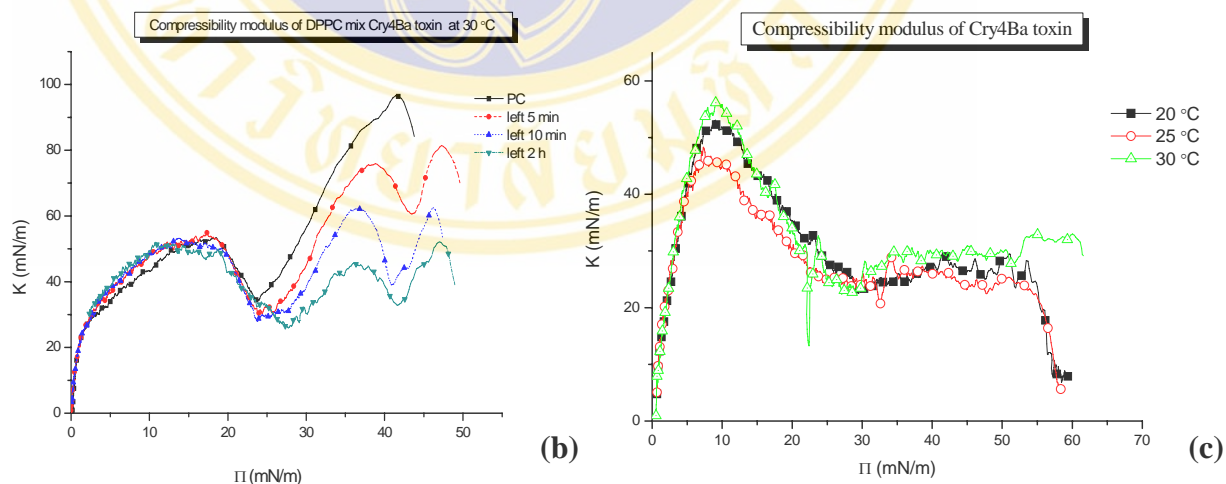 Compressibility modulus of DPPC mix Cry4Ba toxin at 30 °C
K (mN/m)
100
80
60
40
20
0
0 10 20 30 40 50
Π (mN/m)
PC
left 5 min
left 10 min
left 2 h
(b)
Compressibility modulus of Cry4Ba toxin
K (mN/m)
60
40
20
0
0 10 20 30 40 50 60 70
Π (mN/m)
20 °C
25 °C
30 °C
(c)